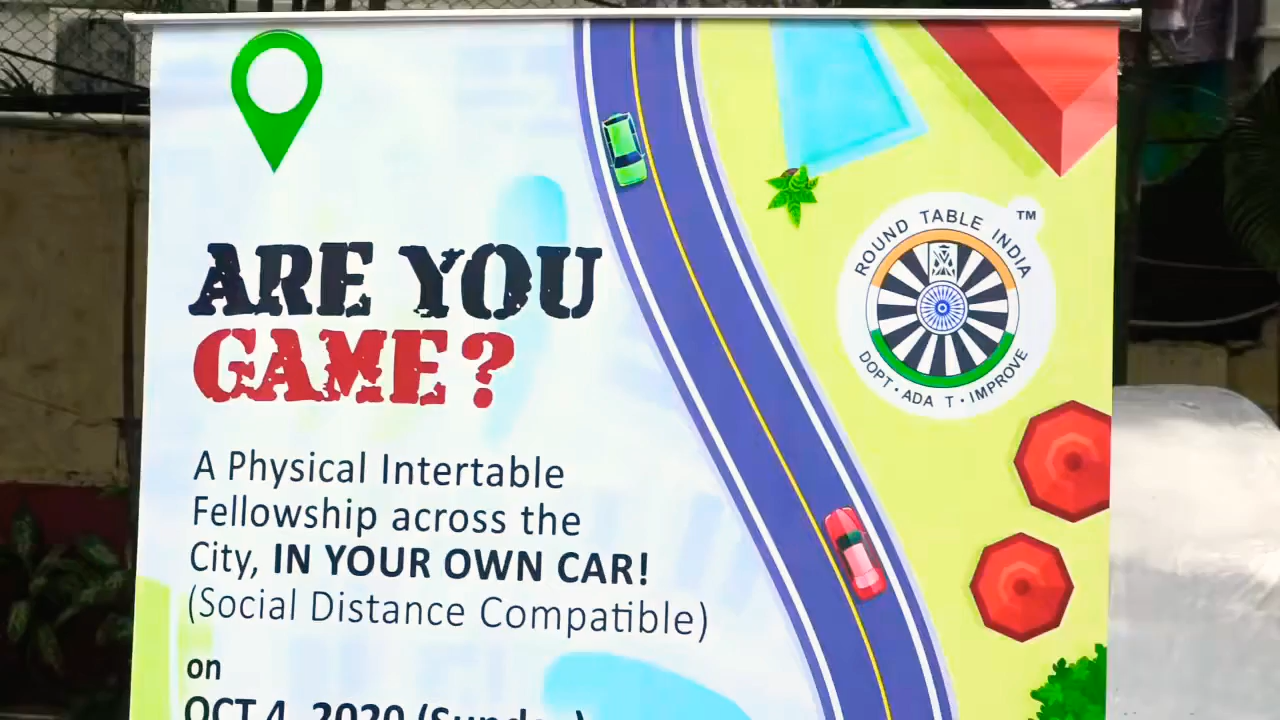 ARE YOU
GAME?
A Physical Intertable
Fellowship across the
City, IN YOUR OWN CAR!
(Social Distance Compatible)
on
OCT 4, 2020 (Sunday)
ROUND TABLE INDIA
TM
DOPT · ADA T · IMPROVE